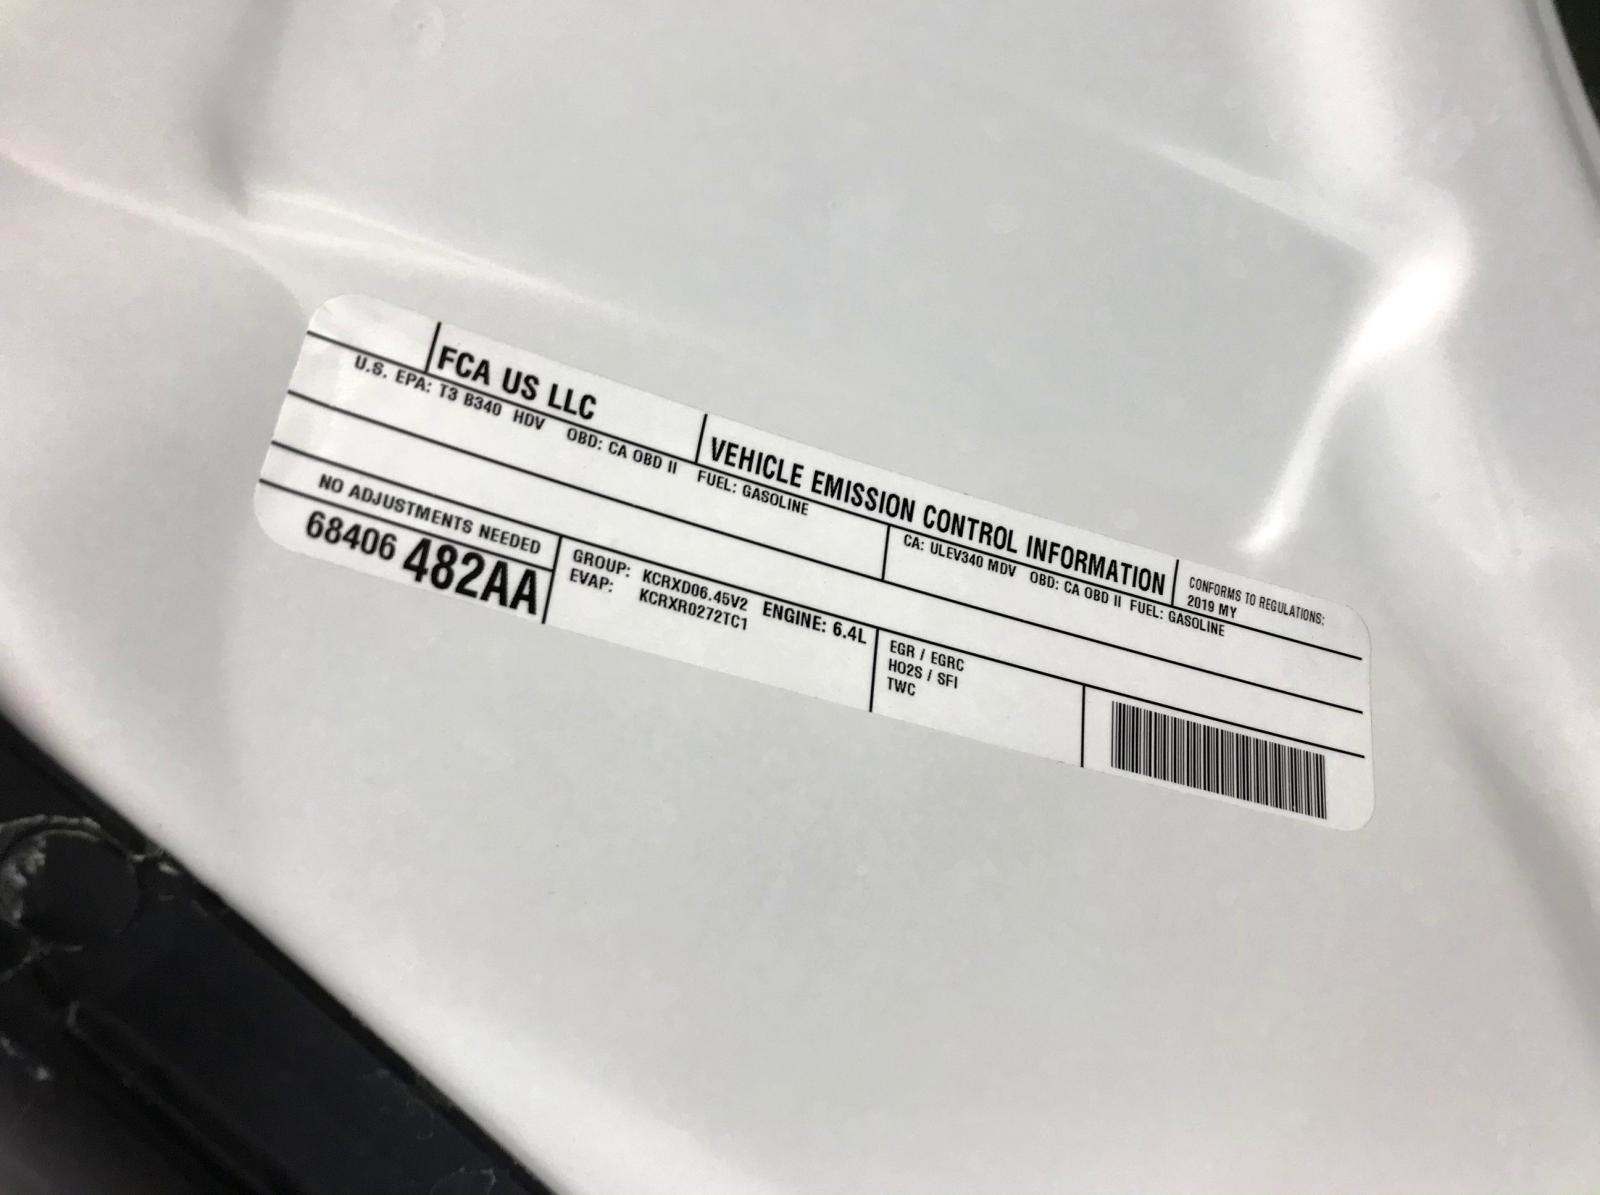 FCA US LLC
VEHICLE EMISSION CONTROL INFORMATION
CONFORMS TO REGULATIONS:
2019 MY
U.S. EPA: T3 B340 HDV OBD: CA OBD II FUEL: GASOLINE
CA: ULEV340 MDV OBD: CA OBD II FUEL: GASOLINE
NO ADJUSTMENTS NEEDED
68406 482AA
GROUP: KCRXD06.45V2 ENGINE: 6.4L
EVAP: KCRXR0272TC1
EGR / EGRC
HO2S / SFI
TWC